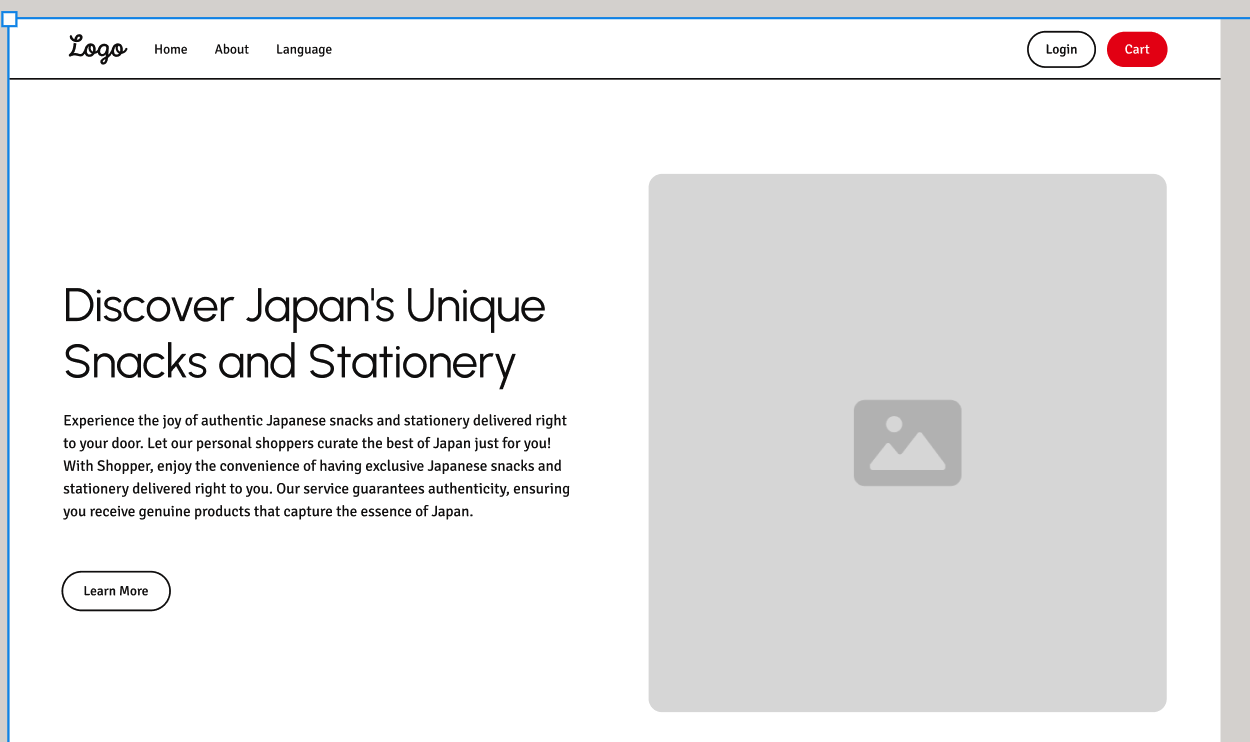 Logo
Home
About
Language
Login
Cart
Discover Japan's Unique
Snacks and Stationery
Experience the joy of authentic Japanese snacks and stationery delivered right
to your door. Let our personal shoppers curate the best of Japan just for you!
With Shopper, enjoy the convenience of having exclusive Japanese snacks and
stationery delivered right to you. Our service guarantees authenticity, ensuring
you receive genuine products that capture the essence of Japan.
Learn More